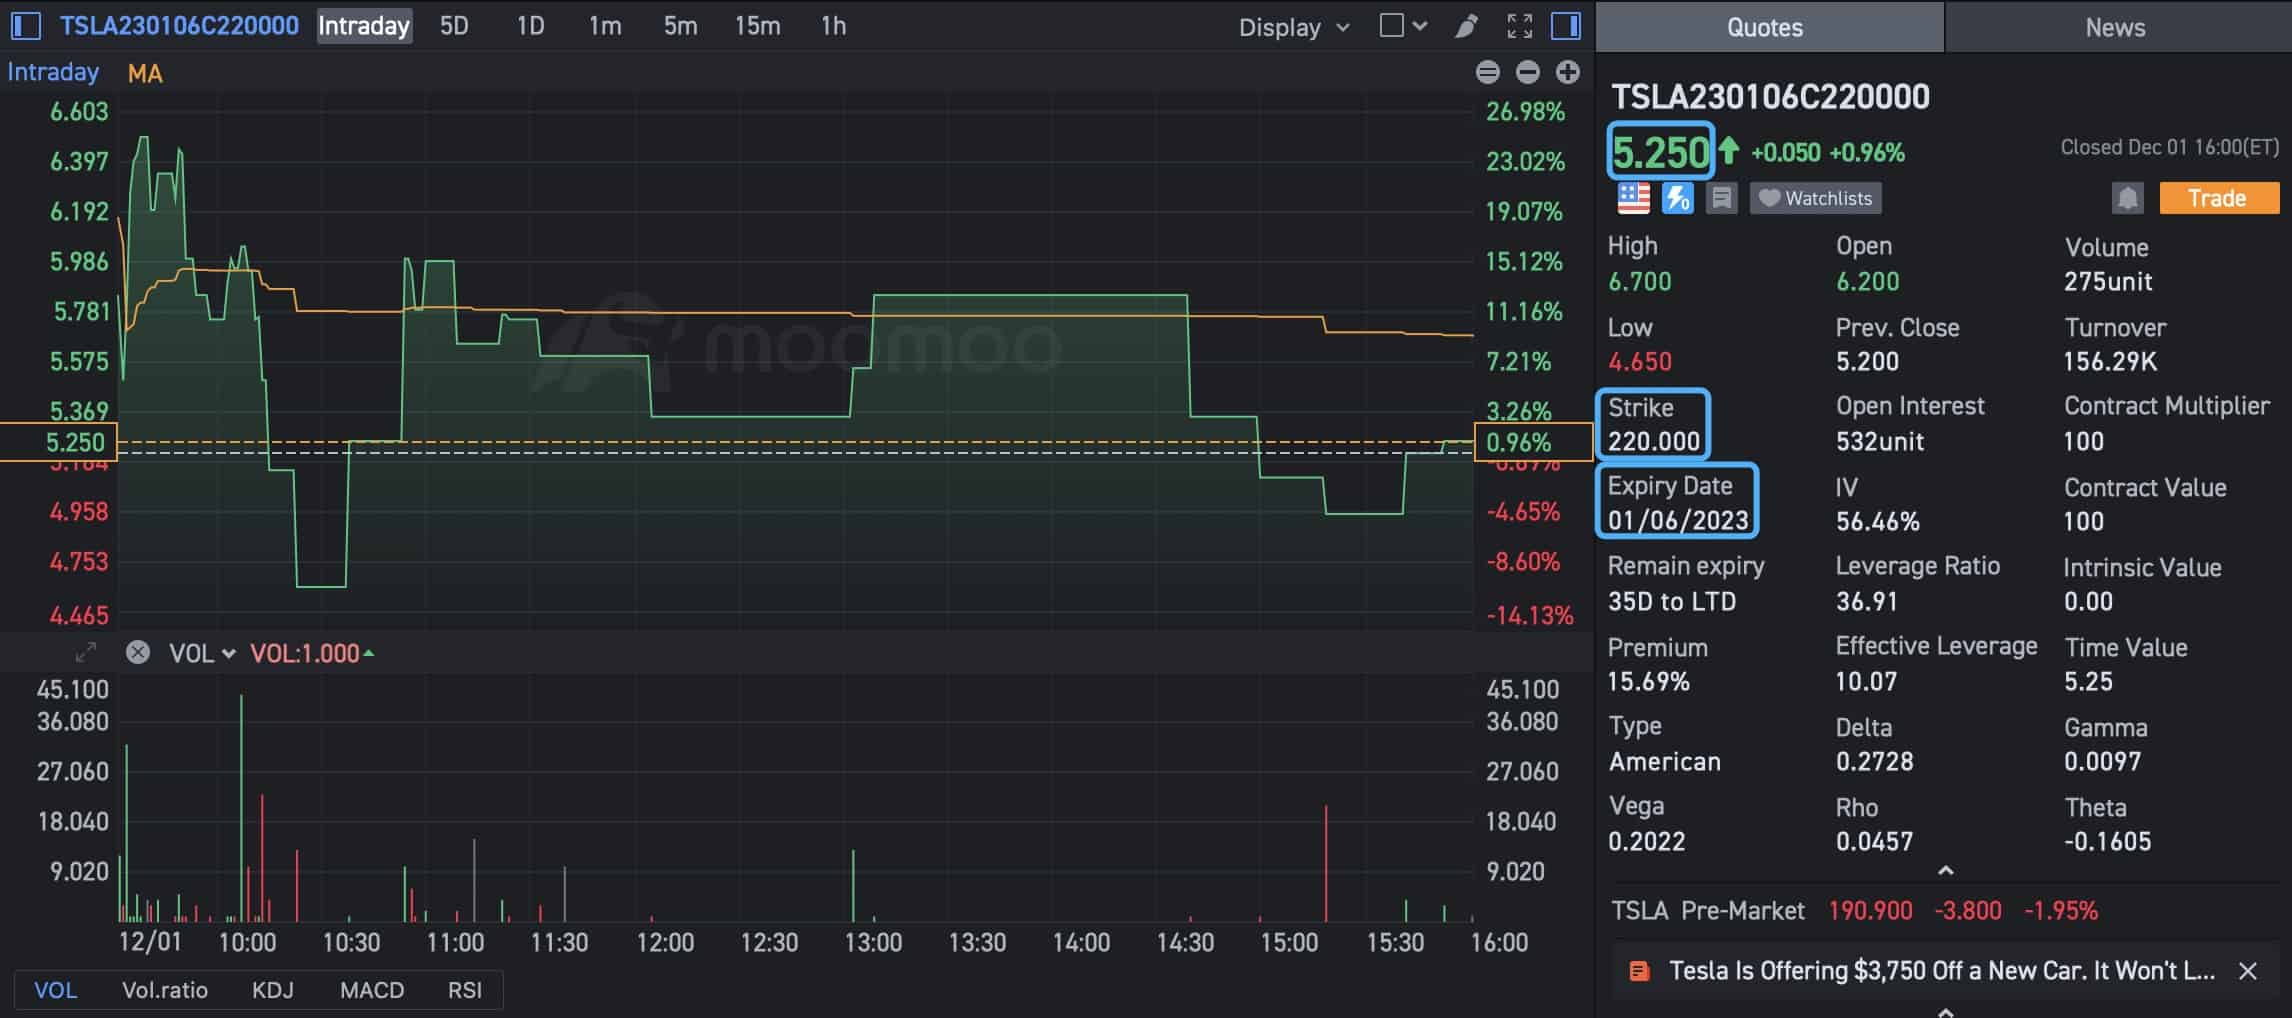 TSLA230106C220000 Intraday 5D 1D 1m 5m 15m 1h Display
Quotes News
Intraday MA
TSLA230106C220000
5.250 +0.050 +0.96% Closed Dec 01 16:00(ET)
0 Watchlists Trade
High Open Volume
6.700 6.200 275unit
Low Prev. Close Turnover
4.650 5.200 156.29K
Strike Open Interest Contract Multiplier
220.000 532unit 100
Expiry Date IV Contract Value
01/06/2023 56.46% 100
Remain expiry Leverage Ratio Intrinsic Value
35D to LTD 36.91 0.00
Premium Effective Leverage Time Value
15.69% 10.07 5.25
Type Delta Gamma
American 0.2728 0.0097
Vega Rho Theta
0.2022 0.0457 -0.1605
TSLA Pre-Market 190.900 -3.800 -1.95%
Tesla Is Offering $3,750 Off a New Car. It Won't L...
6.603 26.98%
6.397 23.02%
6.192 19.07%
5.986 15.12%
5.781 11.16%
moomoo
5.575 7.21%
5.369 3.26%
5.250 0.96%
5.164 -0.69%
4.958 -4.65%
4.753 -8.60%
4.465 -14.13%
VOL VOL:1.000
45.100 45.100
36.080 36.080
27.060 27.060
18.040 18.040
9.020 9.020
12/01 10:00 10:30 11:00 11:30 12:00 12:30 13:00 13:30 14:00 14:30 15:00 15:30 16:00
VOL Vol.ratio KDJ MACD RSI